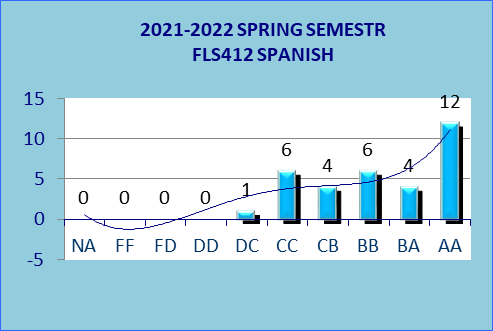 2021-2022 SPRING SEMESTR
FLS412 SPANISH
15
10
5
0
-5
0 0 0 0 1 6 4 6 4 12
NA FF FD DD DC CC CB BB BA AA